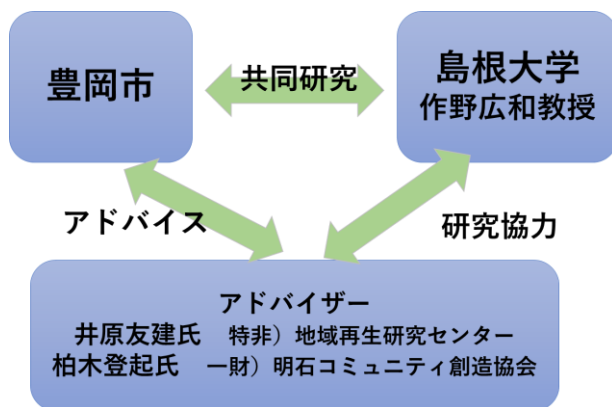 豊岡市
共同研究
島根大学
作野広和教授
アドバイス
研究協力
アドバイザー
井原友建氏 特非）地域再生研究センター
柏木登起氏 一財）明石コミュニティ創造協会